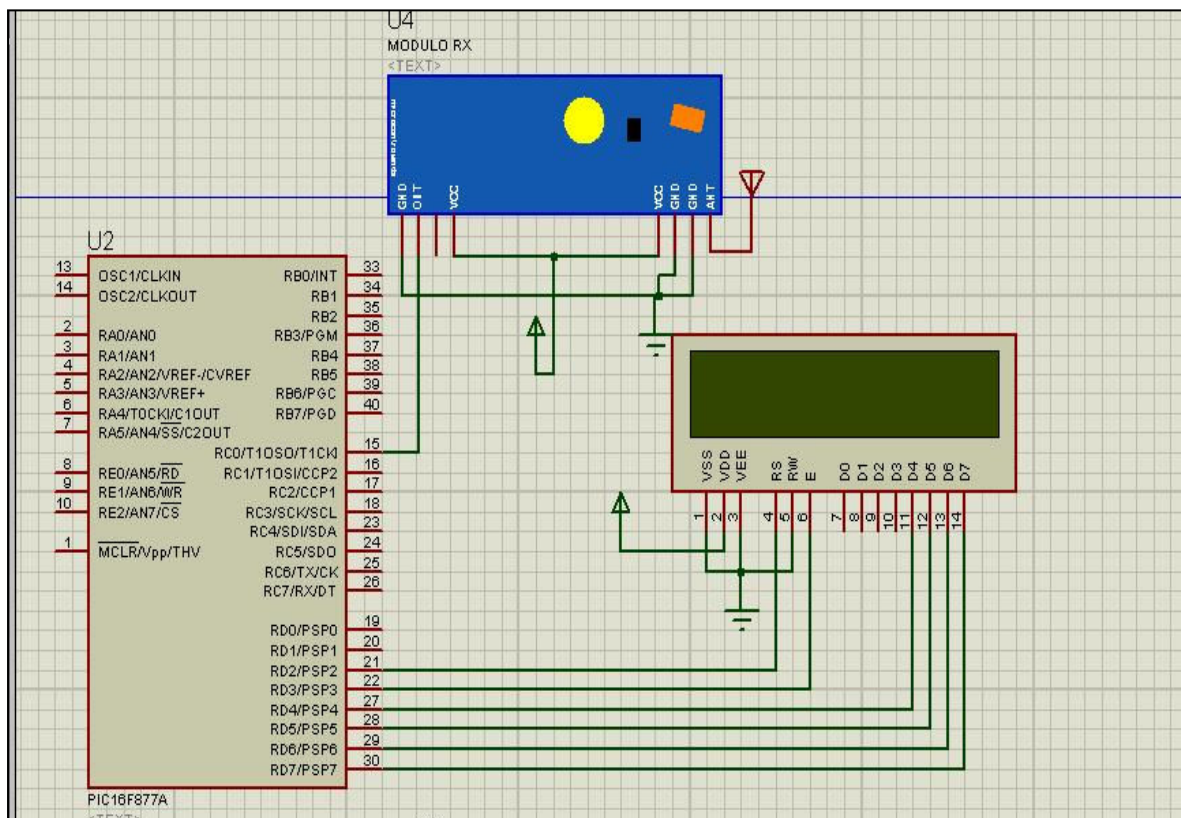 U4
MODULO RX
<TEXT>
GND
OUT
VCC
VCC
GND
GND
ANT
U2
13 OSC1/CLKIN
14 OSC2/CLKOUT
2 RA0/AN0
3 RA1/AN1
4 RA2/AN2/VREF-/CVREF
5 RA3/AN3/VREF+
6 RA4/T0CKI/C1OUT
7 RA5/AN4/SS/C2OUT
8 RE0/AN5/RD
9 RE1/AN6/WR
10 RE2/AN7/CS
1 MCLR/Vpp/THV
RB0/INT 33
RB1 34
RB2 35
RB3/PGM 36
RB4 37
RB5 38
RB6/PGC 39
RB7/PGD 40
RC0/T1OSO/T1CKI 15
RC1/T1OSI/CCP2 16
RC2/CCP1 17
RC3/SCK/SCL 18
RC4/SDI/SDA 23
RC5/SDO 24
RC6/TX/CK 25
RC7/RX/DT 26
RD0/PSP0 19
RD1/PSP1 20
RD2/PSP2 21
RD3/PSP3 22
RD4/PSP4 27
RD5/PSP5 28
RD6/PSP6 29
RD7/PSP7 30
PIC16F877A
<TEXT>
VSS 1
VDD 2
VEE 3
RS 4
RW 5
E 6
D0 7
D1 8
D2 9
D3 10
D4 11
D5 12
D6 13
D7 14